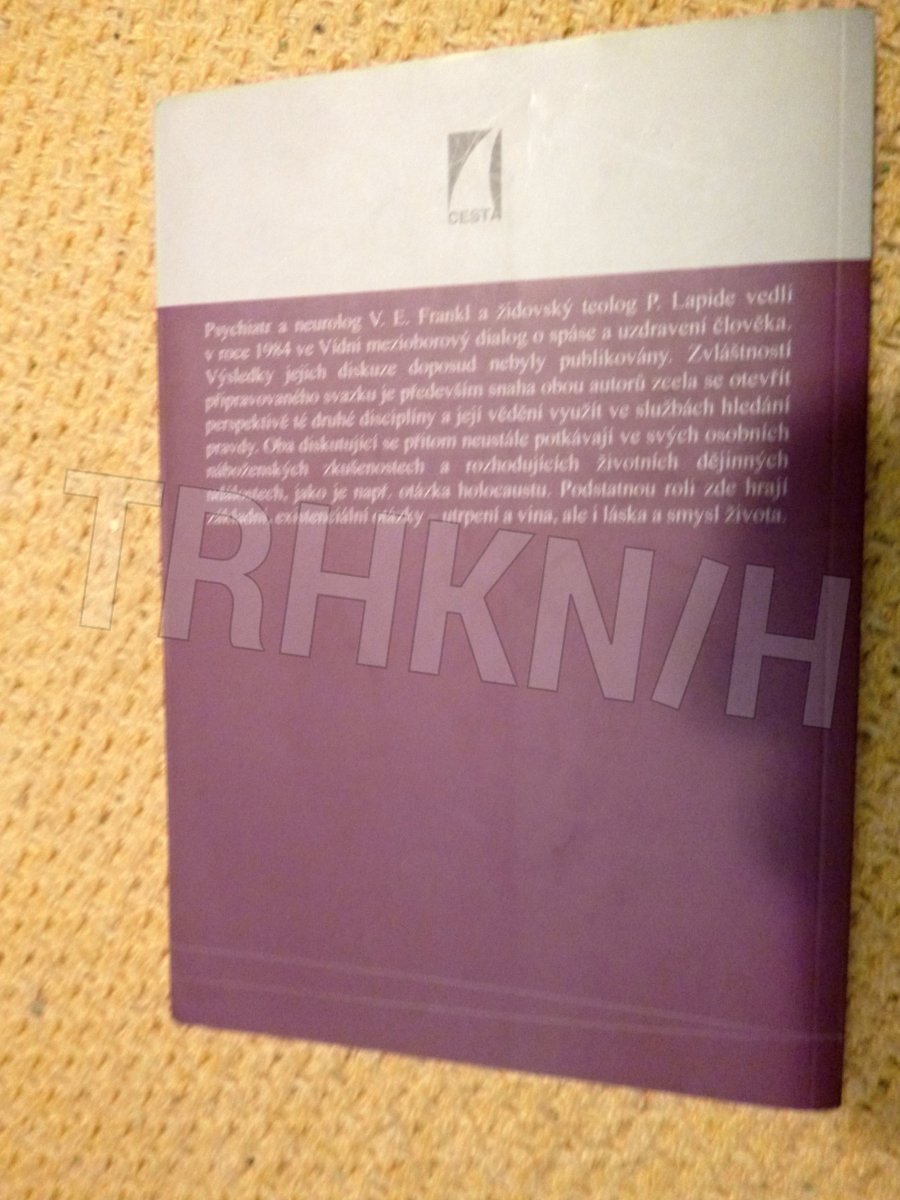 CESTA
Psychiatr a neurolog V. E. Frankl a židovský teolog P. Lapide vedli
v roce 1984 ve Vídni mezioborový dialog o spáse a uzdravení člověka.
Výsledky jejich diskuze doposud nebyly publikovány. Zvláštností
připravovaného svazku je především snaha obou autorů zcela se otevřít
perspektivě té druhé disciplíny a její vědění využít ve službách hledání
pravdy. Oba diskutující se přitom neustále potkávají ve svých osobních
náboženských zkušenostech a rozhodujících životních dějinných
jako je např. otázka holocaustu. Podstatnou roli zde hrají
základní, existenciální otázky – utrpení a vina, ale i láska a smysl života.
TRHKNIH